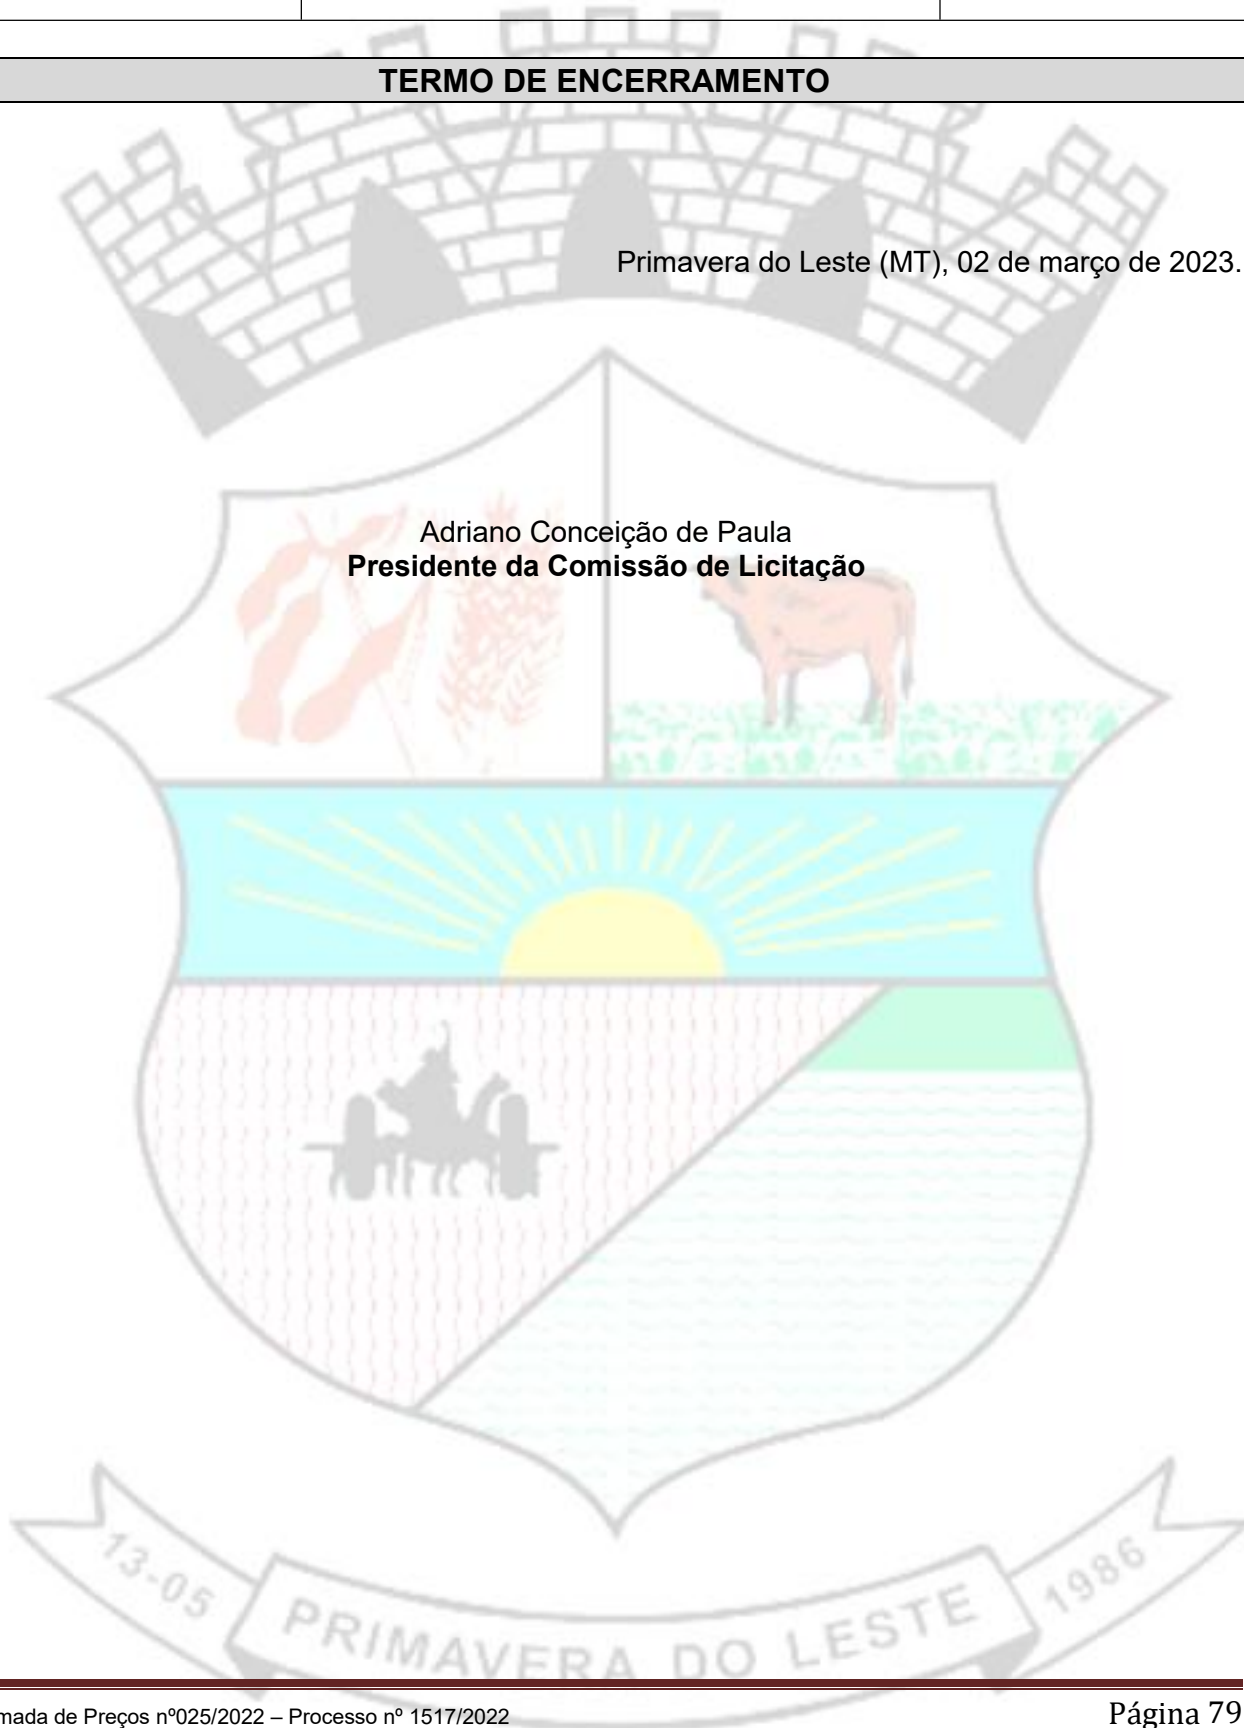 TERMO DE ENCERRAMENTO
Primavera do Leste (MT), 02 de março de 2023.
Adriano Conceição de Paula
Presidente da Comissão de Licitação
13-05
PRIMAVERA DO LESTE
1986
mada de Preços nº025/2022 – Processo nº 1517/2022
Página 79